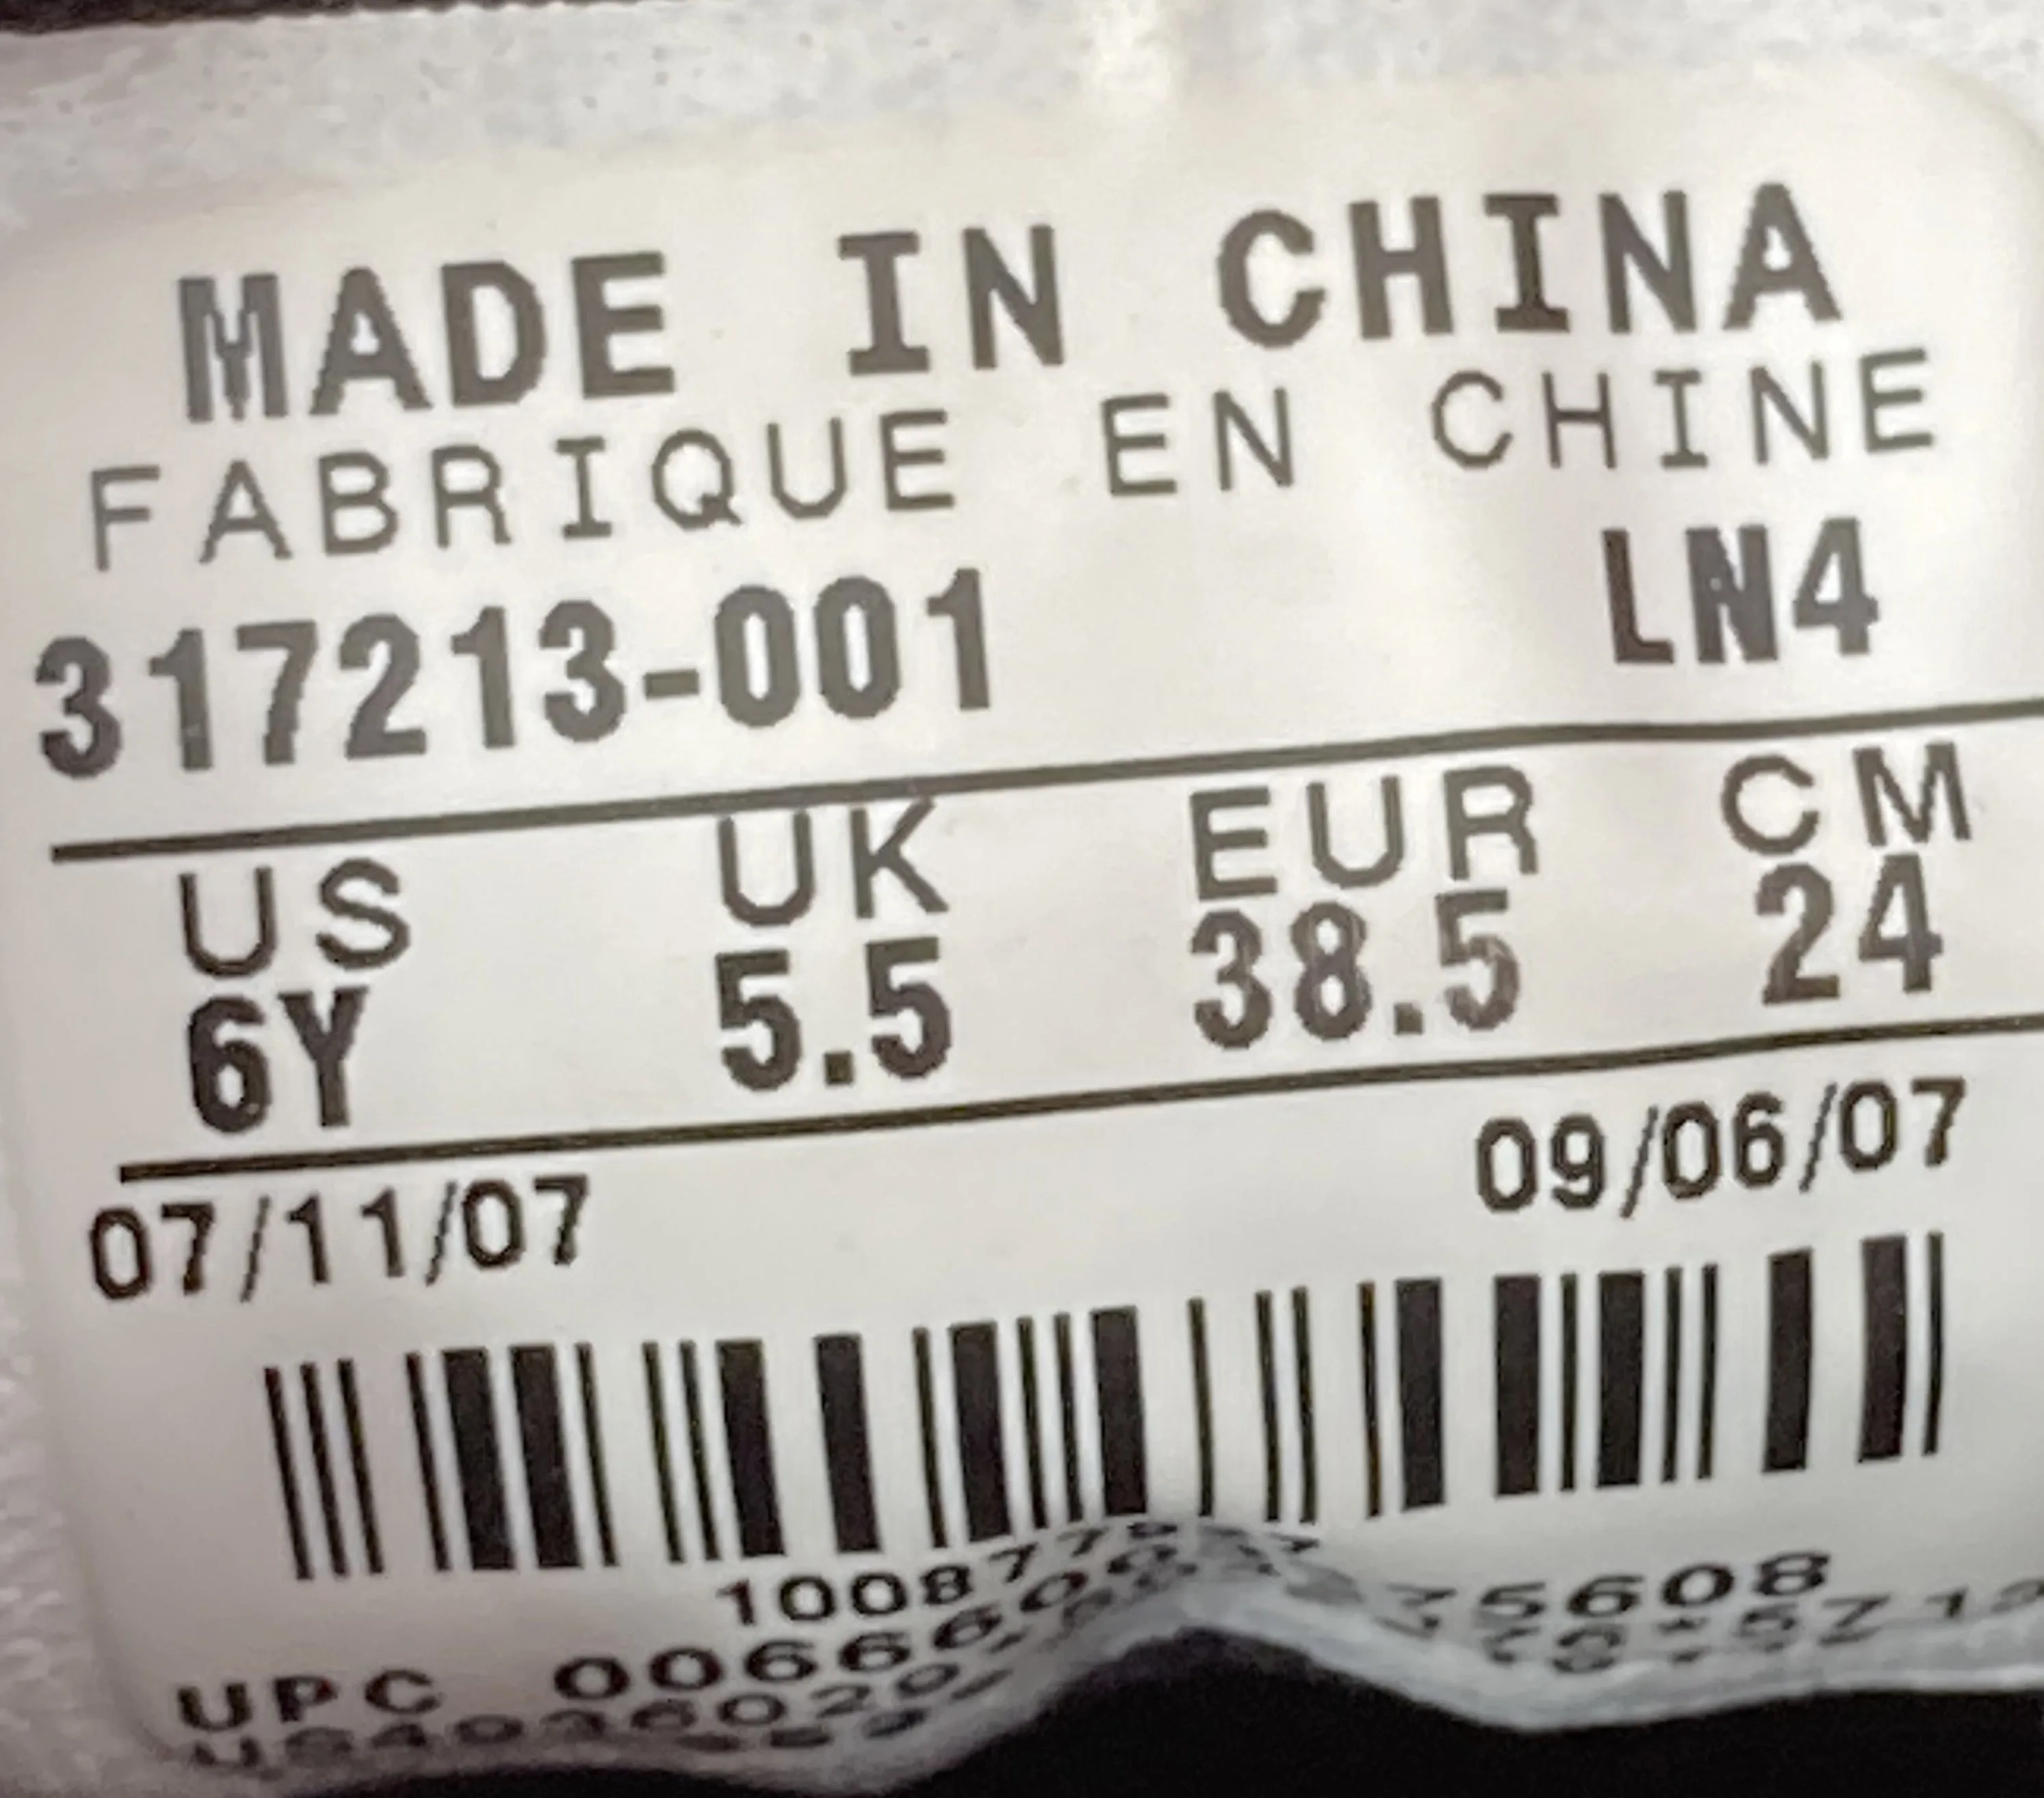 MADE IN CHINA
FABRIQUE EN CHINE
317213-001 LN4
US UK EUR CM
6Y 5.5 38.5 24
07/11/07 09/06/07
UPC